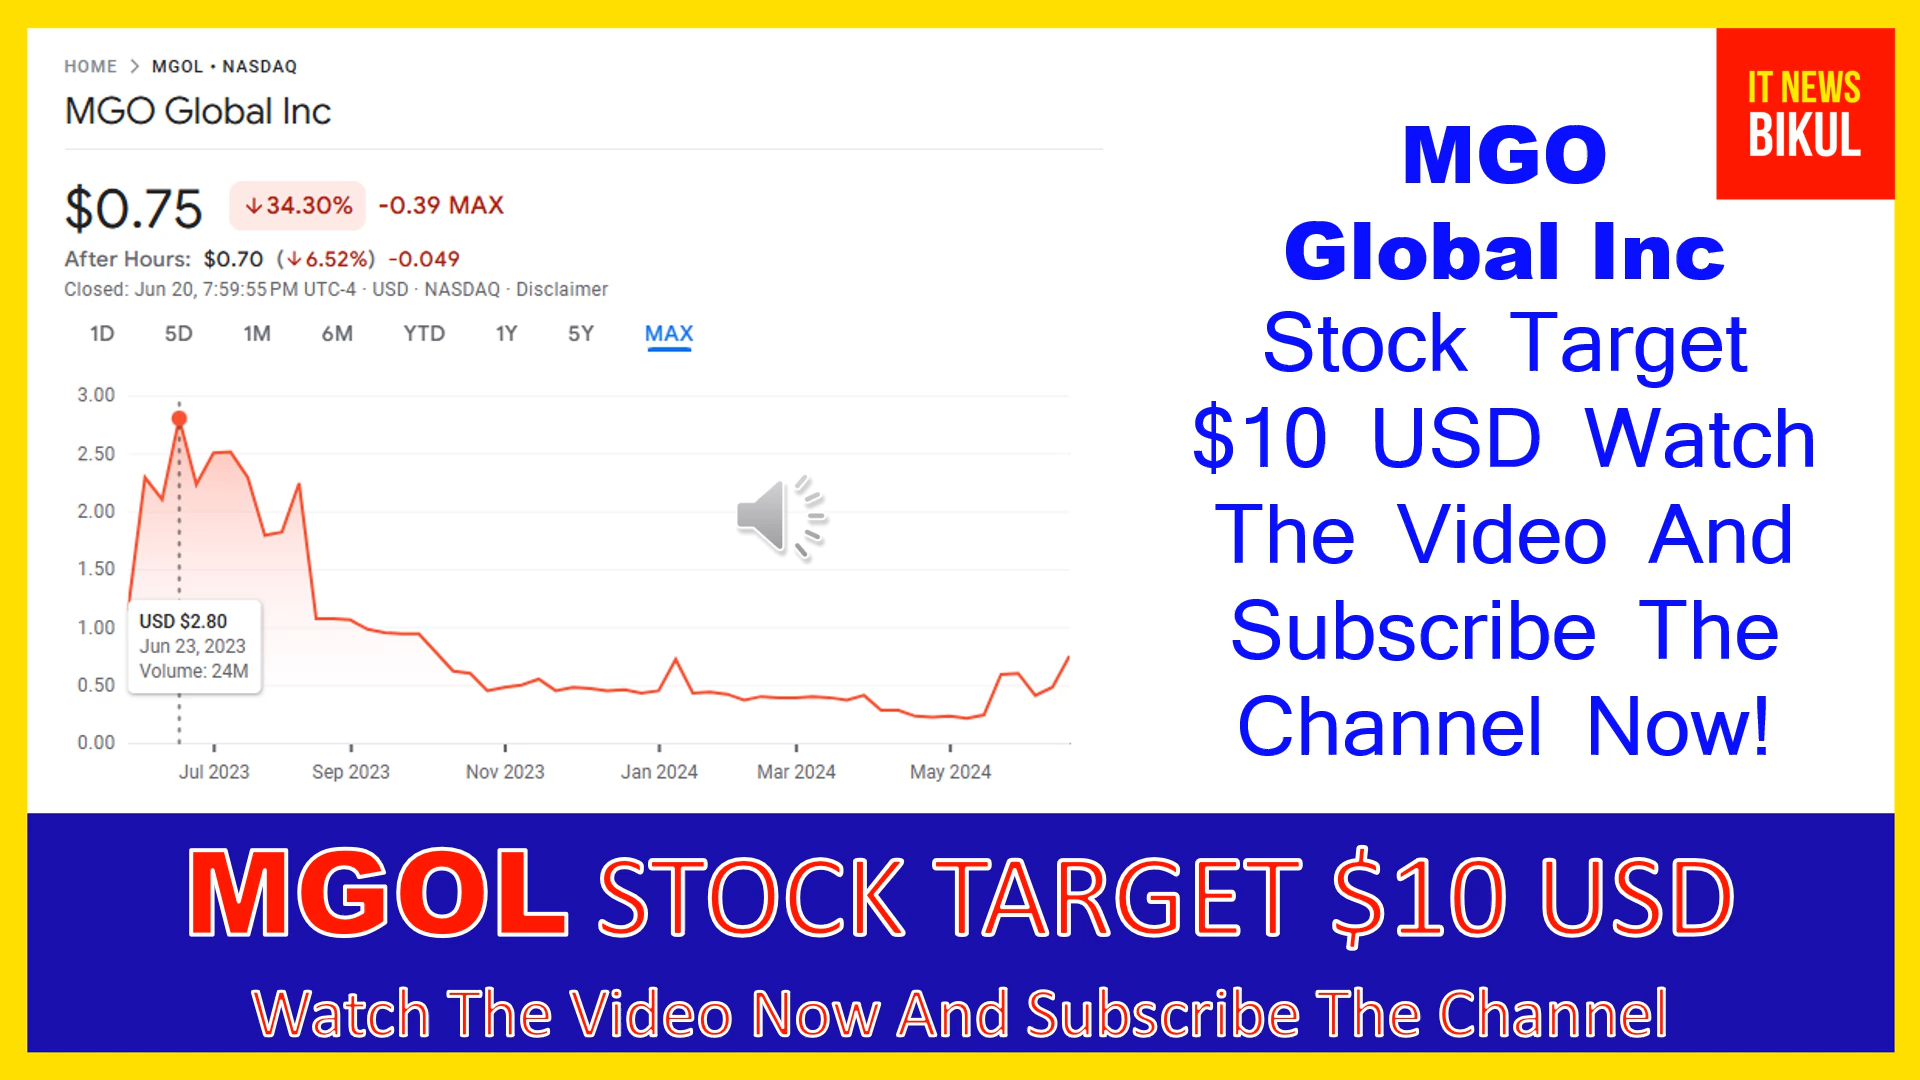 HOME > MGOL • NASDAQ
MGO Global Inc
$0.75 ↓34.30% -0.39 MAX
After Hours: $0.70 (↓6.52%) -0.049
Closed: Jun 20, 7:59:55 PM UTC-4 · USD · NASDAQ · Disclaimer
1D 5D 1M 6M YTD 1Y 5Y MAX
3.00
2.50
2.00
1.50
1.00
0.50
0.00
USD $2.80
Jun 23, 2023
Volume: 24M
Jul 2023 Sep 2023 Nov 2023 Jan 2024 Mar 2024 May 2024
IT NEWS
BIKUL
MGO
Global Inc
Stock Target
$10 USD Watch
The Video And
Subscribe The
Channel Now!
MGOL STOCK TARGET $10 USD
Watch The Video Now And Subscribe The Channel